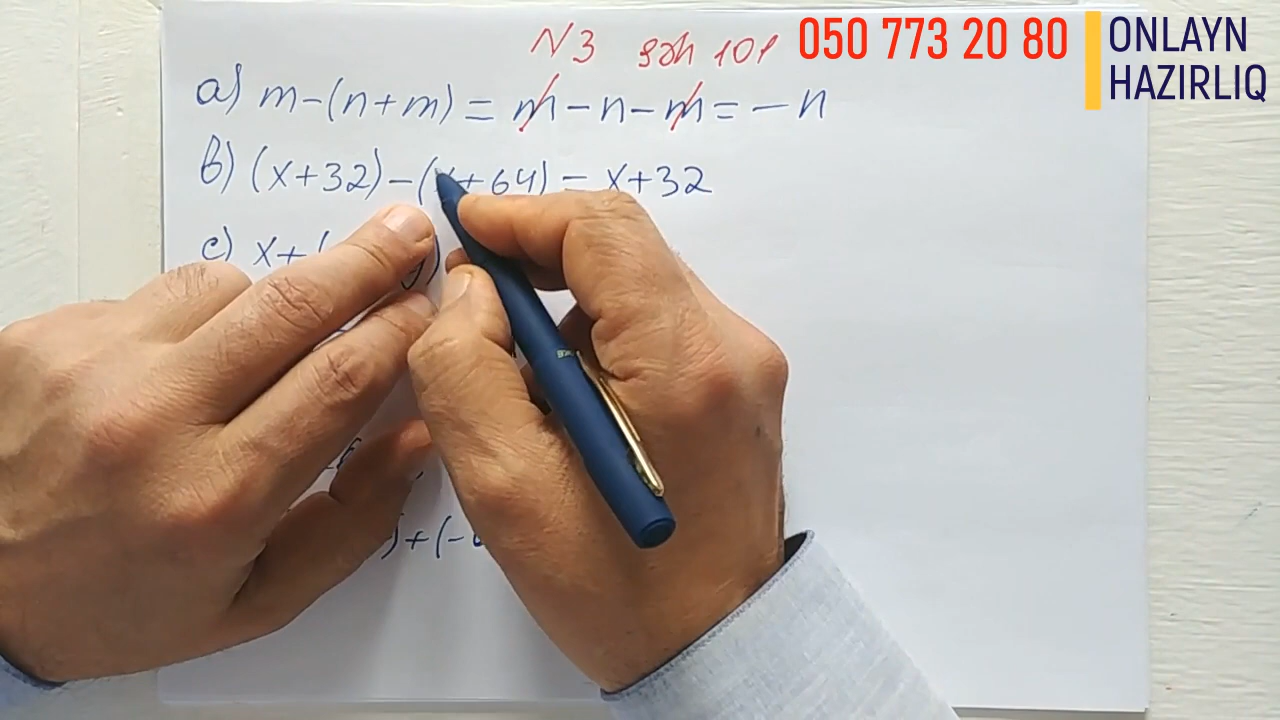 050 773 20 80
ONLAYN
HAZIRLIQ
N3 səh 101
a) m-(n+m) = m-n-m = -n
b) (x+32)-(x+64) = x+32
c) x+(
)+(-